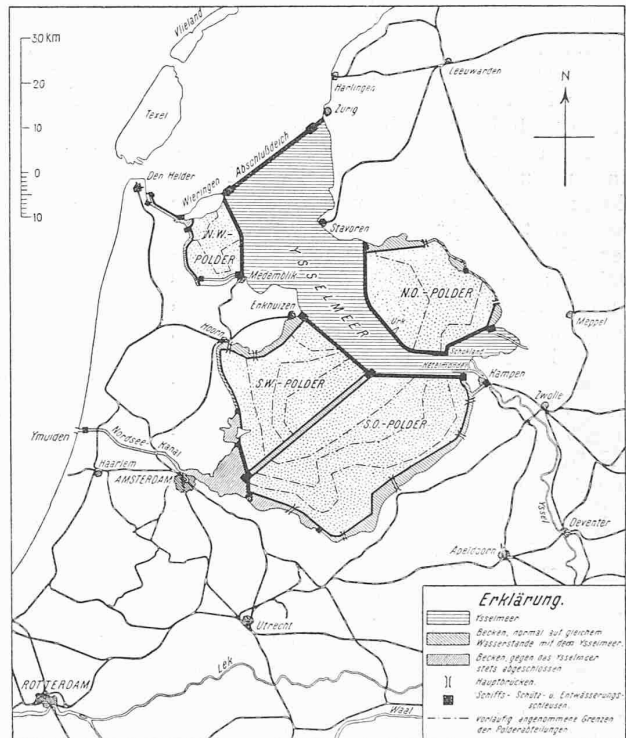 30 Km
20
10
0
10
Vlieland
Texel
Harlingen
Leeuwarden
Zurig
N
Den Helder
Wieringen
Abschlußdeich
Stavoren
N.W.-
POLDER
Medemblik
YSSELMEER
N.O.-POLDER
Urk
Enkhuizen
Hoorn
Schokland
Meppel
Kampen
Zwolle
S.W.-POLDER
S.O.-POLDER
Ymuiden
Nordsee-
Kanal
Haarlem
AMSTERDAM
Yssel
Deventer
Apeldoorn
Utrecht
Lek
ROTTERDAM
Waal
Erklärung.
Ysselmeer
Becken, normal auf gleichem
Wasserstände mit dem Ysselmeer.
Becken, gegen das Ysselmeer
stets abgeschlossen
Hauptbrücken.
Schiffs- Schütz- u. Entwässerungs-
schleusen.
Vorläufig angenommene Grenzen
der Polderabteilungen